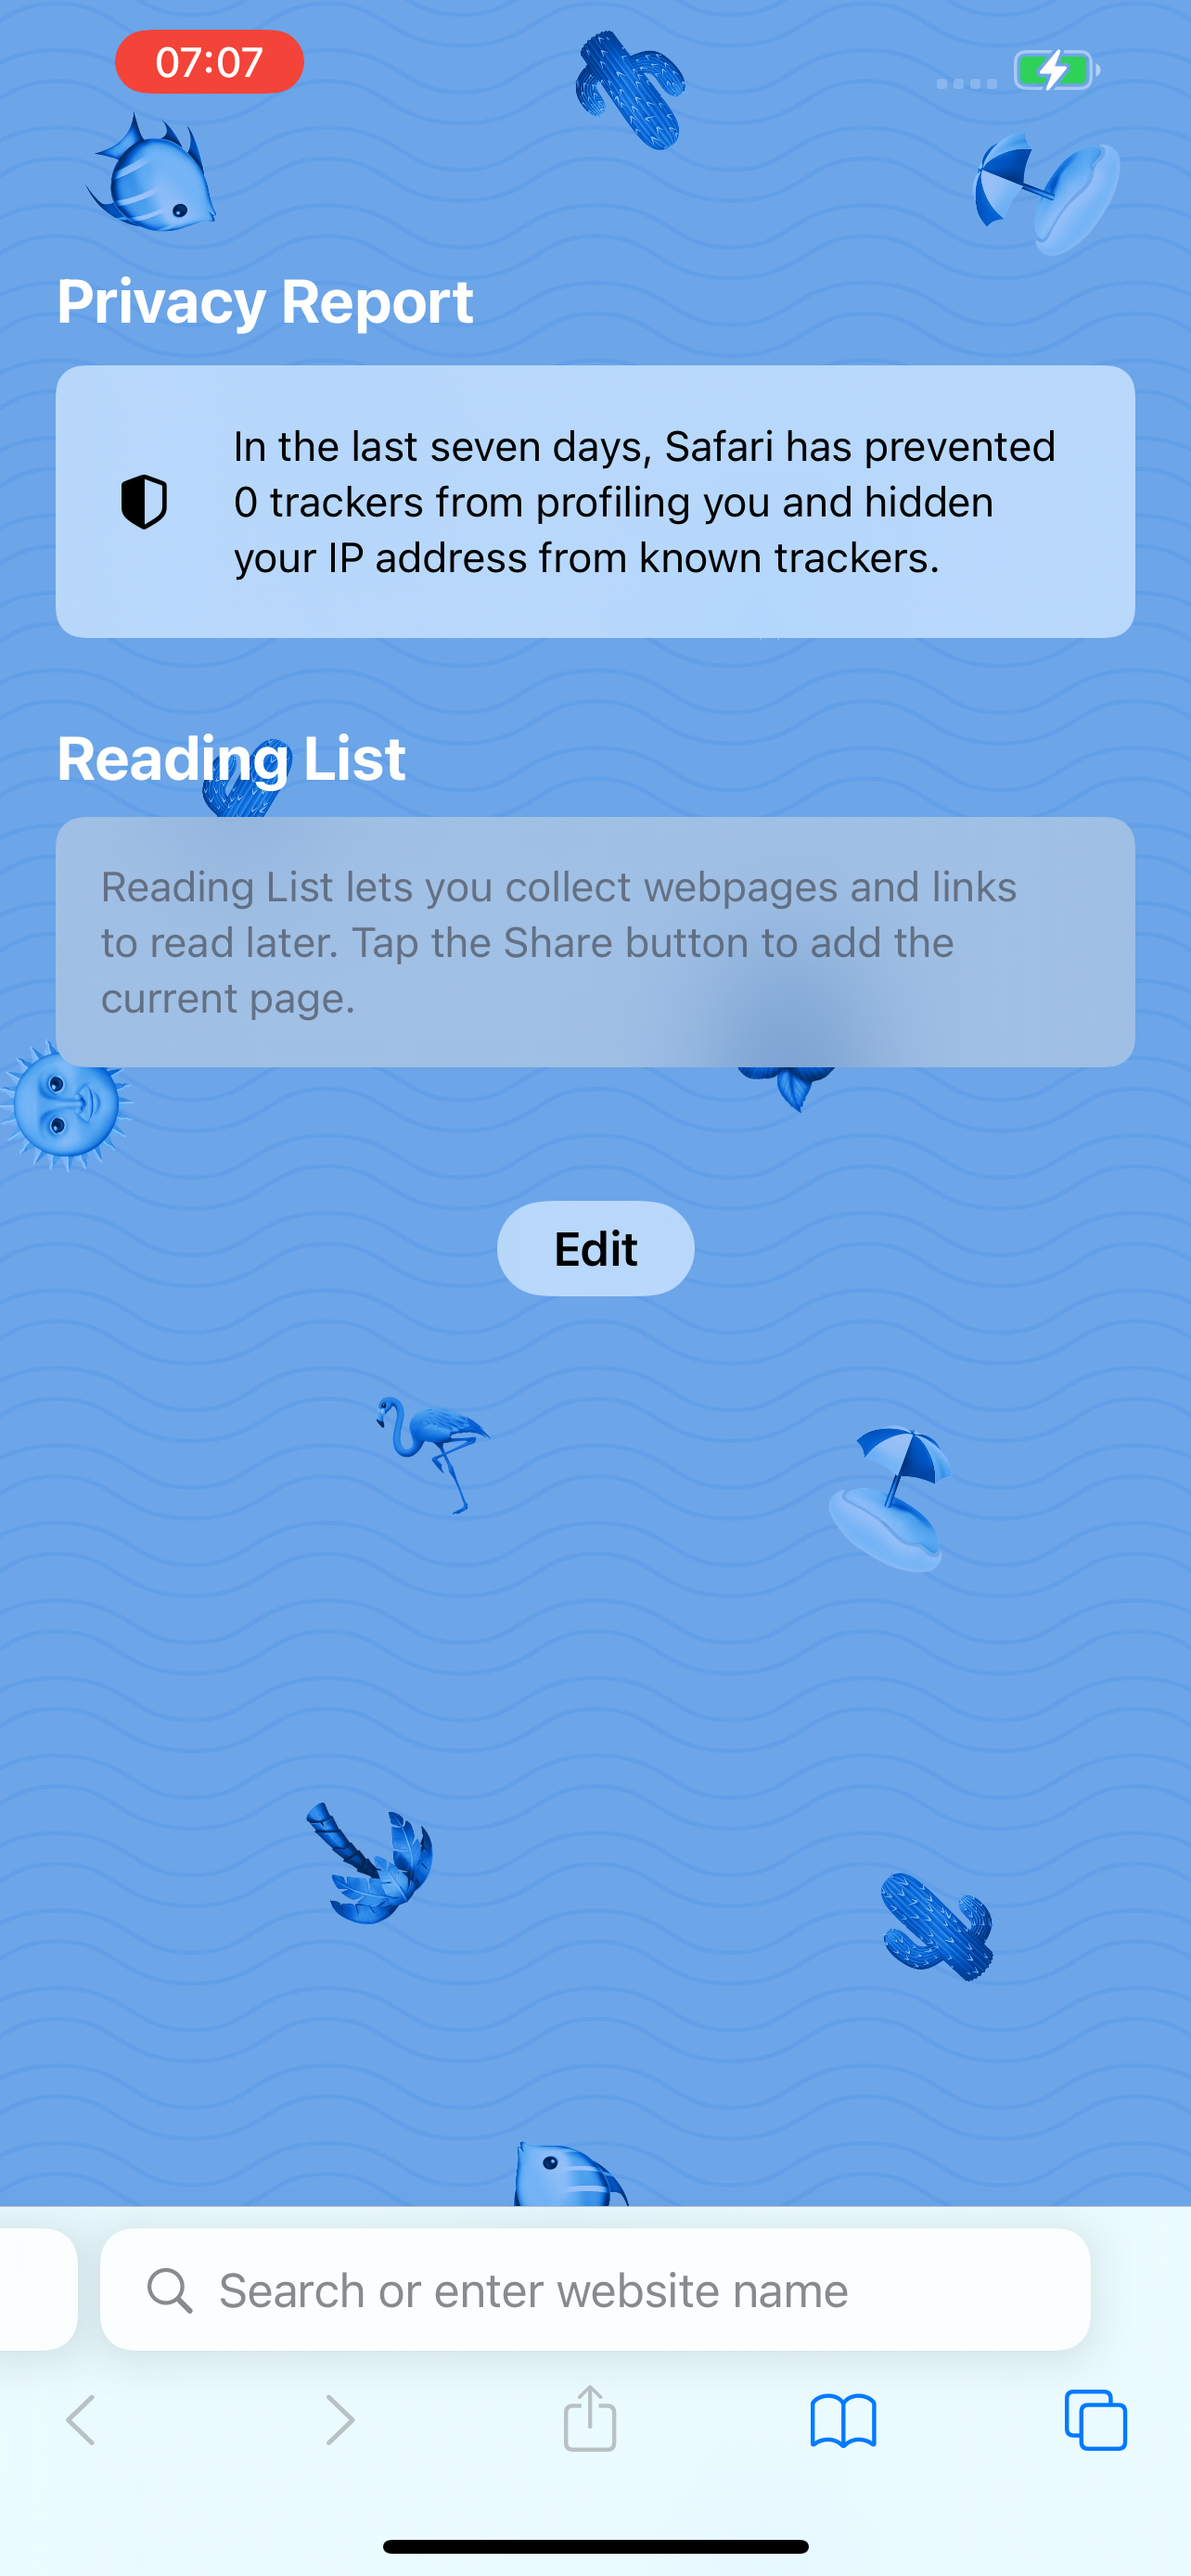 07:07
Privacy Report
In the last seven days, Safari has prevented
0 trackers from profiling you and hidden
your IP address from known trackers.
Reading List
Reading List lets you collect webpages and links
to read later. Tap the Share button to add the
current page.
Edit
Search or enter website name